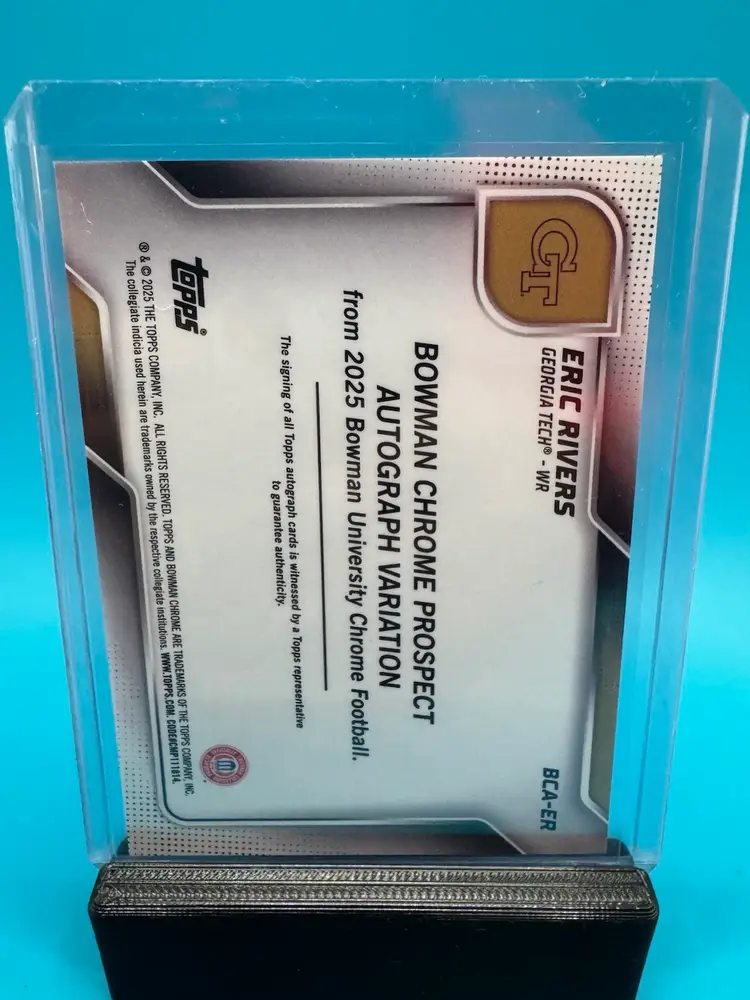 GT
ERIC RIVERS
GEORGIA TECH® - WR
BCA-ER
BOWMAN CHROME PROSPECT
AUTOGRAPH VARIATION
from 2025 Bowman University Chrome Football.
The signing of all Topps autograph cards is witnessed by a Topps representative
to guarantee authenticity.
topps®
® & © 2025 THE TOPPS COMPANY, INC. ALL RIGHTS RESERVED. TOPPS AND BOWMAN CHROME ARE TRADEMARKS OF THE TOPPS COMPANY, INC.
The collegiate indicia used herein are trademarks owned by the respective collegiate institutions. WWW.TOPPS.COM. CODE#CMP111014.